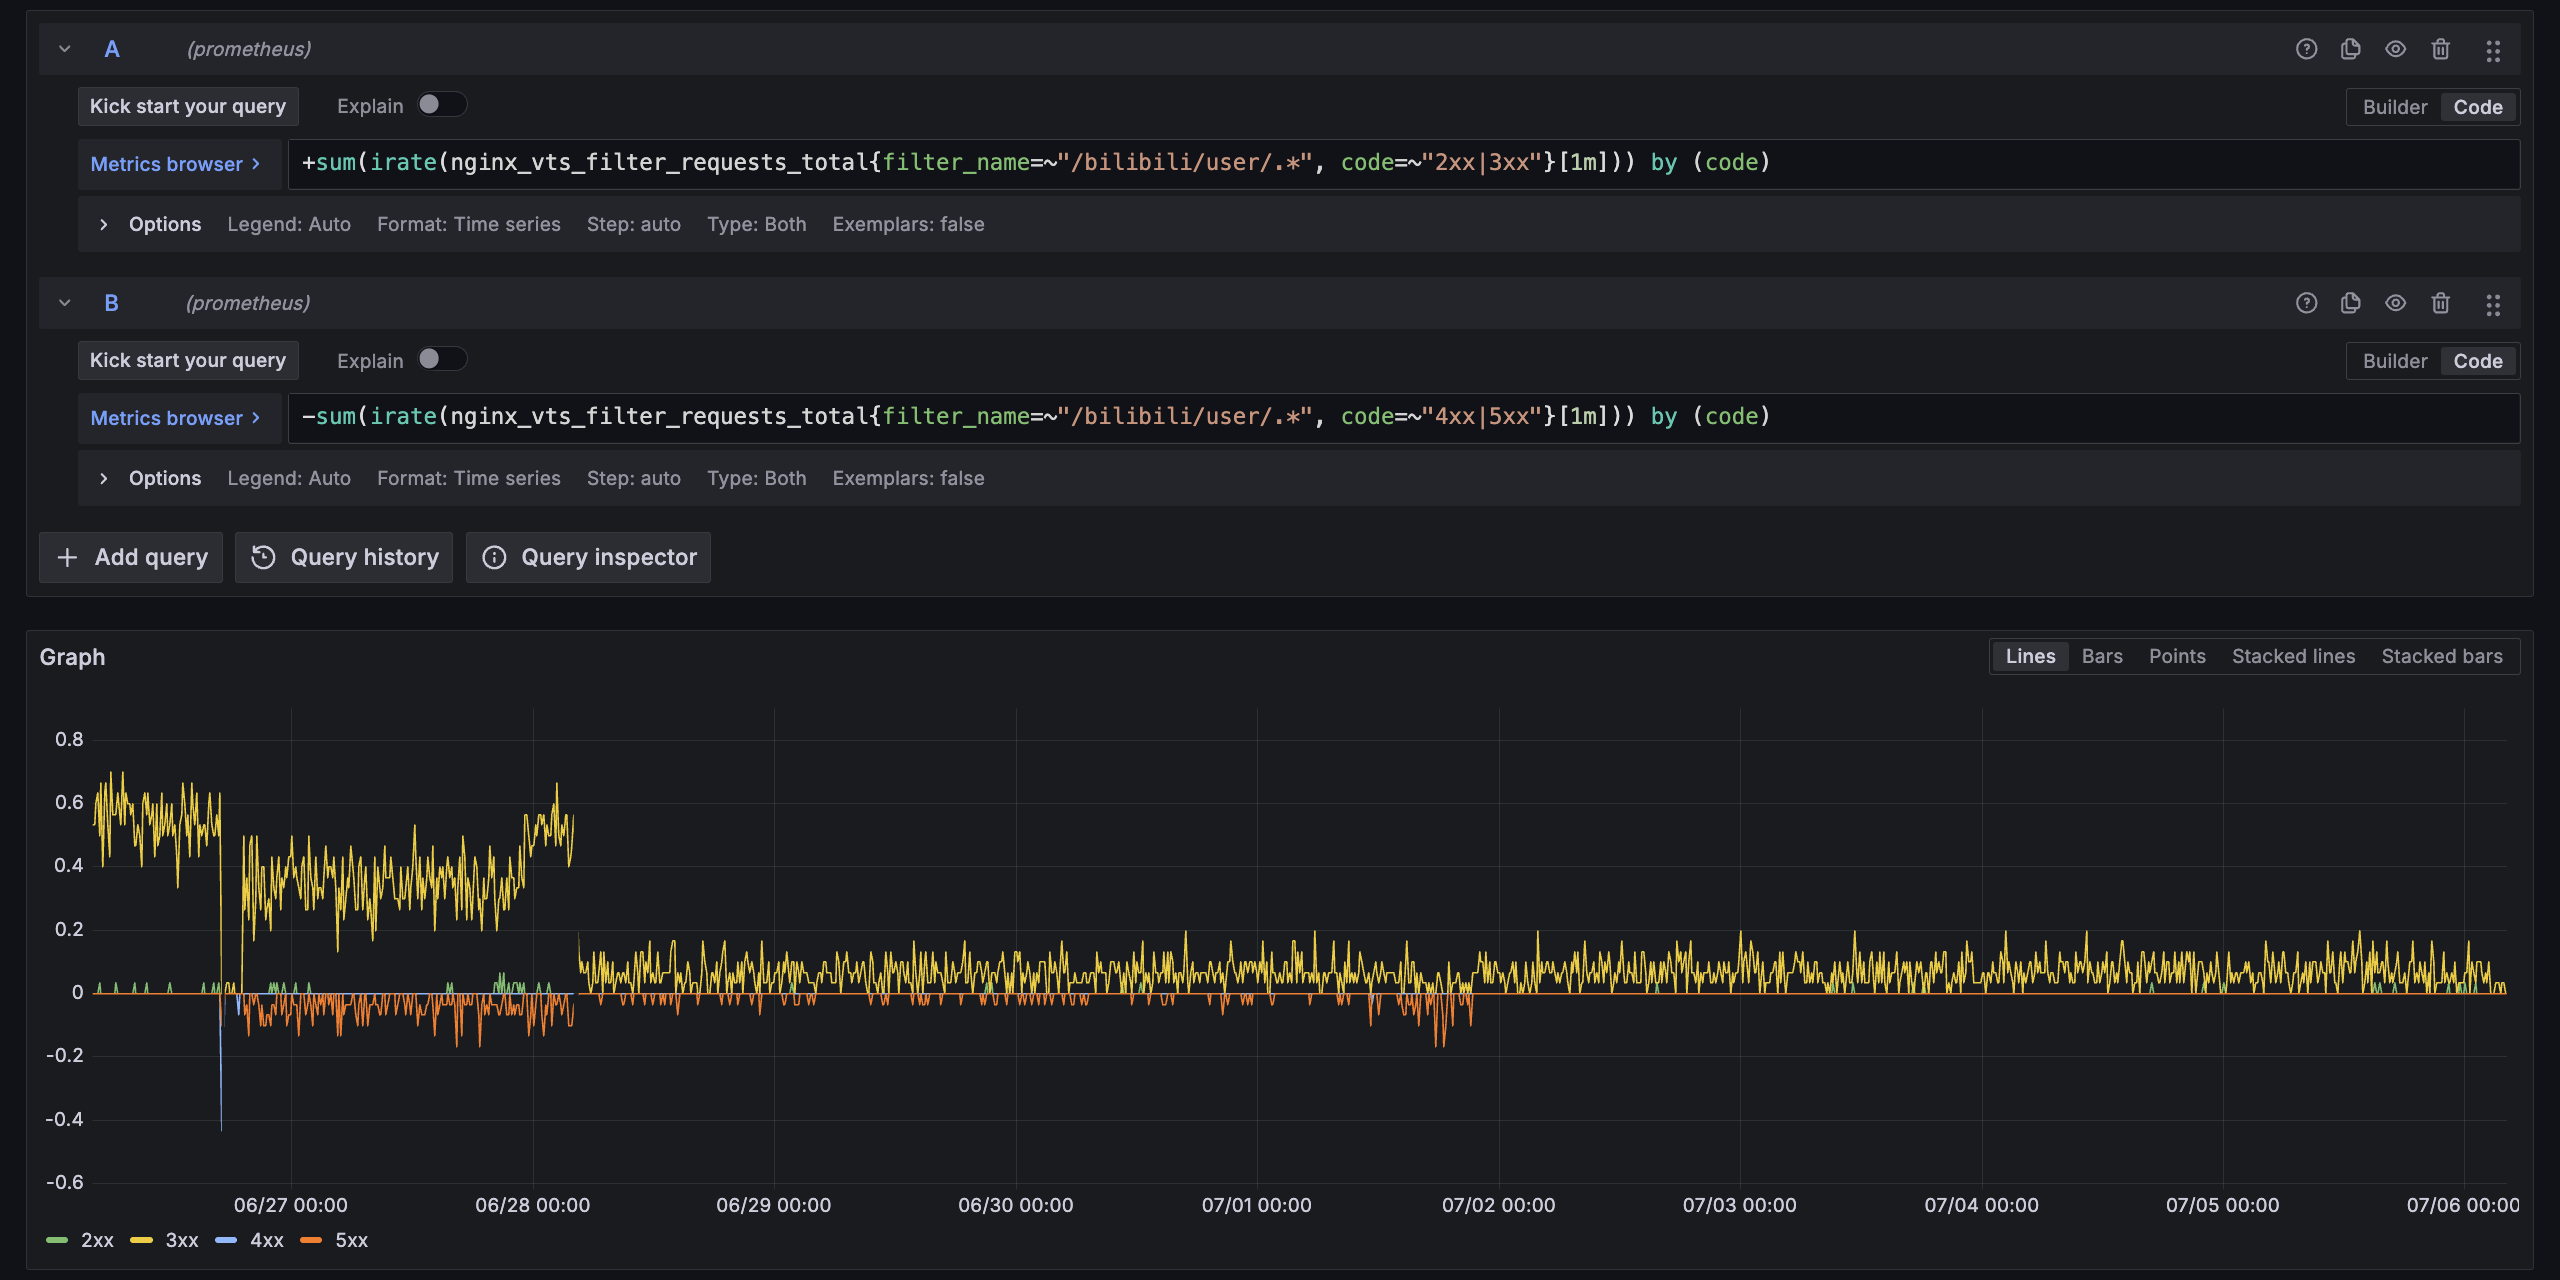 A (prometheus)
Kick start your query Explain Builder Code
Metrics browser > +sum(irate(nginx_vts_filter_requests_total{filter_name=~"/bilibili/user/.*", code=~"2xx|3xx"}[1m])) by (code)
> Options Legend: Auto Format: Time series Step: auto Type: Both Exemplars: false
B (prometheus)
Kick start your query Explain Builder Code
Metrics browser > -sum(irate(nginx_vts_filter_requests_total{filter_name=~"/bilibili/user/.*", code=~"4xx|5xx"}[1m])) by (code)
> Options Legend: Auto Format: Time series Step: auto Type: Both Exemplars: false
+ Add query Query history Query inspector
Graph Lines Bars Points Stacked lines Stacked bars
0.8
0.6
0.4
0.2
0
-0.2
-0.4
-0.6
06/27 00:00 06/28 00:00 06/29 00:00 06/30 00:00 07/01 00:00 07/02 00:00 07/03 00:00 07/04 00:00 07/05 00:00 07/06 00:00
2xx 3xx 4xx 5xx